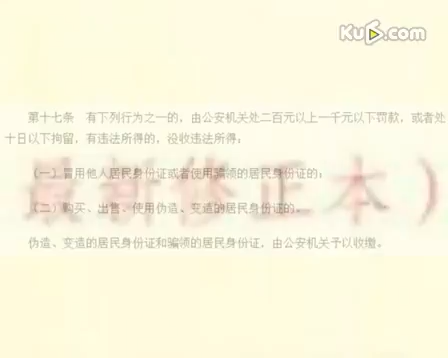 Ku6.com
第十七条 有下列行为之一的,由公安机关处二百元以上一千元以下罚款,或者处
十日以下拘留,有违法所得的,没收违法所得:
(一)冒用他人居民身份证或者使用骗领的居民身份证的;
(二)购买、出售、使用伪造、变造的居民身份证的。
最新修正本)
伪造、变造的居民身份证和骗领的居民身份证,由公安机关予以收缴。